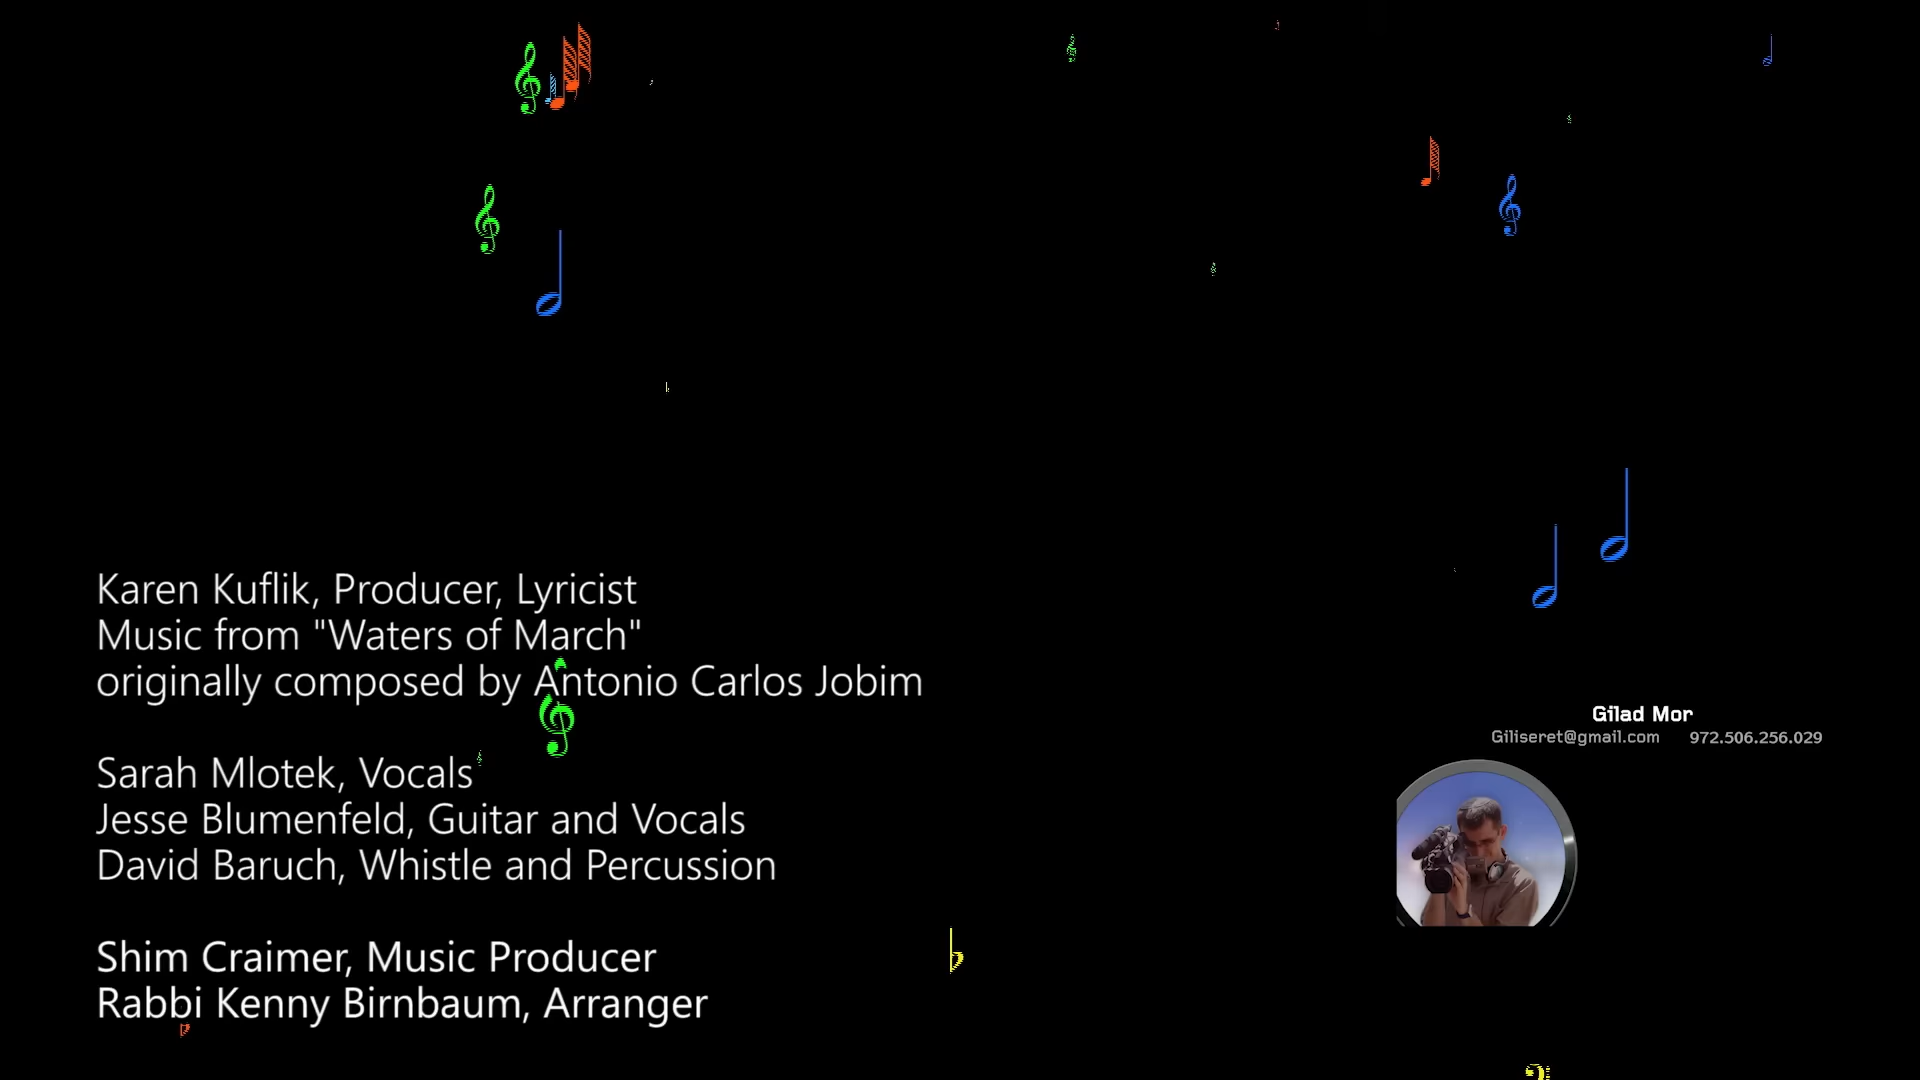 Karen Kuflik, Producer, Lyricist
Music from "Waters of March"
originally composed by Antonio Carlos Jobim
Sarah Mlotek, Vocals
Jesse Blumenfeld, Guitar and Vocals
David Baruch, Whistle and Percussion
Shim Craimer, Music Producer
Rabbi Kenny Birnbaum, Arranger
Gilad Mor
Giliseret@gmail.com 972.506.256.029